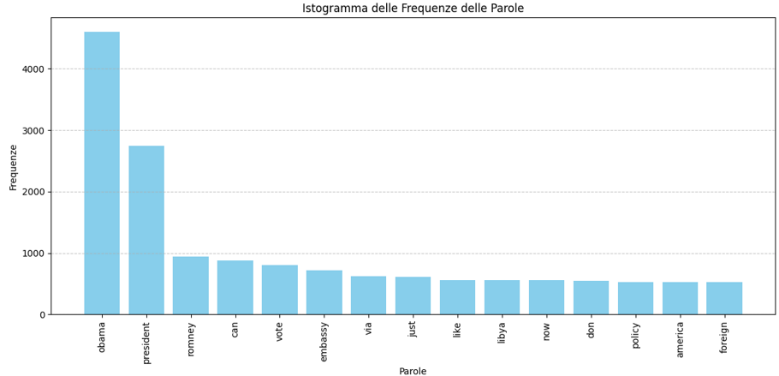 Istogramma delle Frequenze delle Parole
Frequenze
4000
3000
2000
1000
0
obama
president
romney
can
vote
embassy
via
just
like
libya
now
don
policy
america
foreign
Parole